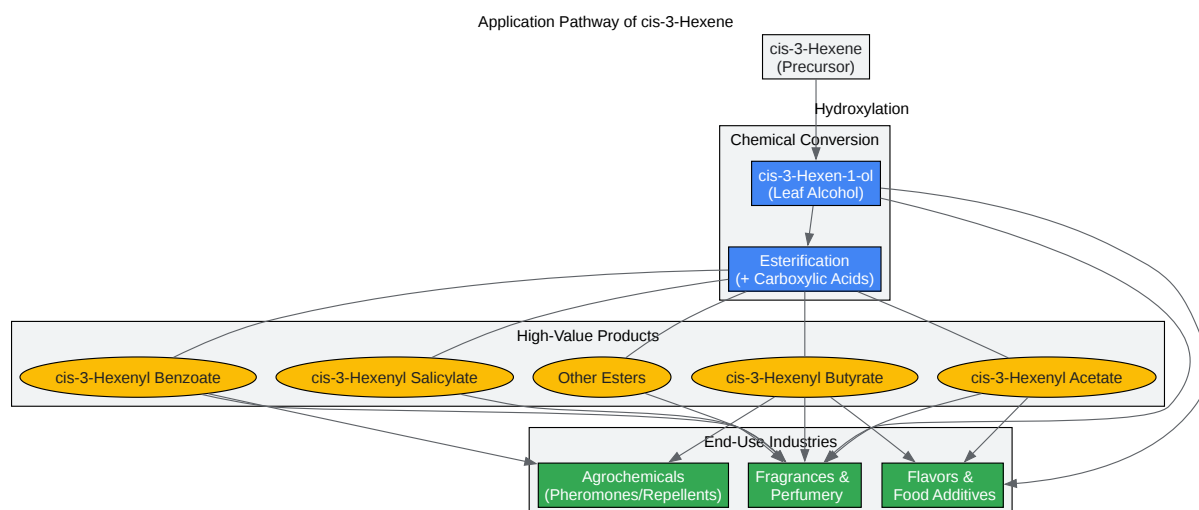 Application Pathway of cis-3-Hexene
cis-3-Hexene
(Precursor)
Hydroxylation
Chemical Conversion
cis-3-Hexen-1-ol
(Leaf Alcohol)
Esterification
(+ Carboxylic Acids)
High-Value Products
cis-3-Hexenyl Benzoate
cis-3-Hexenyl Salicylate
Other Esters
cis-3-Hexenyl Butyrate
cis-3-Hexenyl Acetate
End-Use Industries
Agrochemicals
(Pheromones/Repellents)
Fragrances &
Perfumery
Flavors &
Food Additives